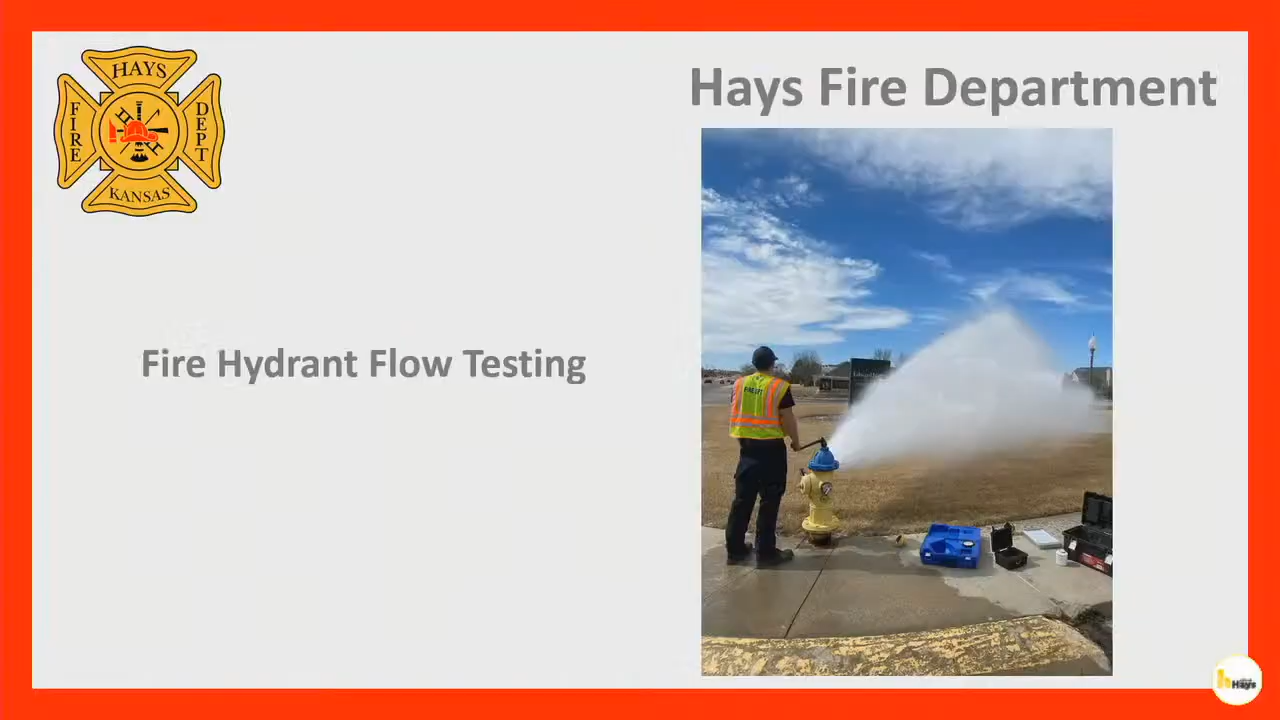 HAYS
FIRE
DEPT
KANSAS
Hays Fire Department
Fire Hydrant Flow Testing
Hays